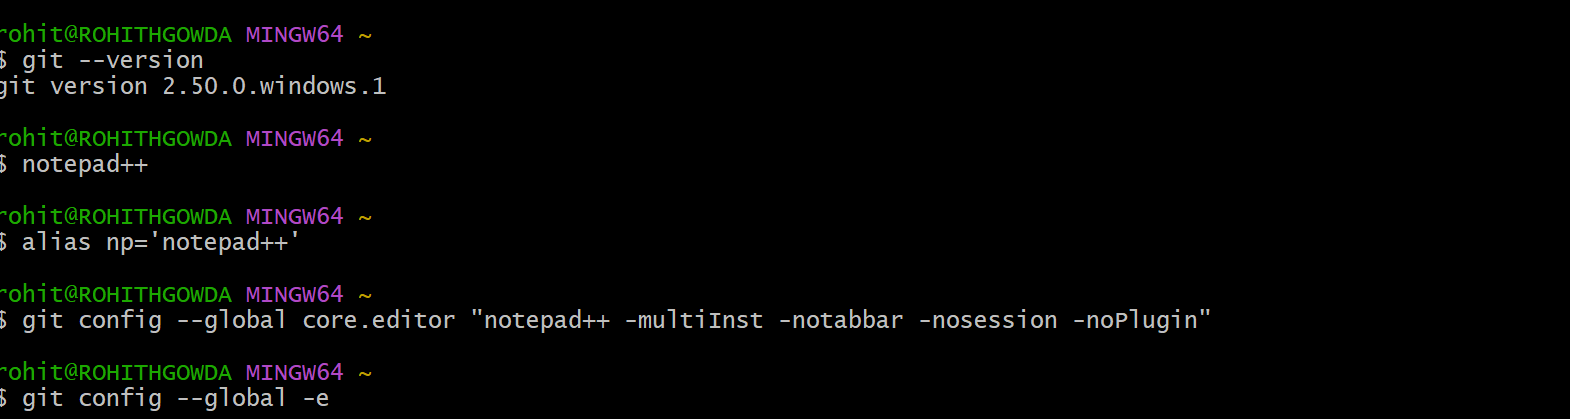 rohit@ROHITHGOWDA MINGW64 ~
$ git --version
git version 2.50.0.windows.1
rohit@ROHITHGOWDA MINGW64 ~
$ notepad++
rohit@ROHITHGOWDA MINGW64 ~
$ alias np='notepad++'
rohit@ROHITHGOWDA MINGW64 ~
$ git config --global core.editor "notepad++ -multiInst -notabbar -nosession -noPlugin"
rohit@ROHITHGOWDA MINGW64 ~
$ git config --global -e